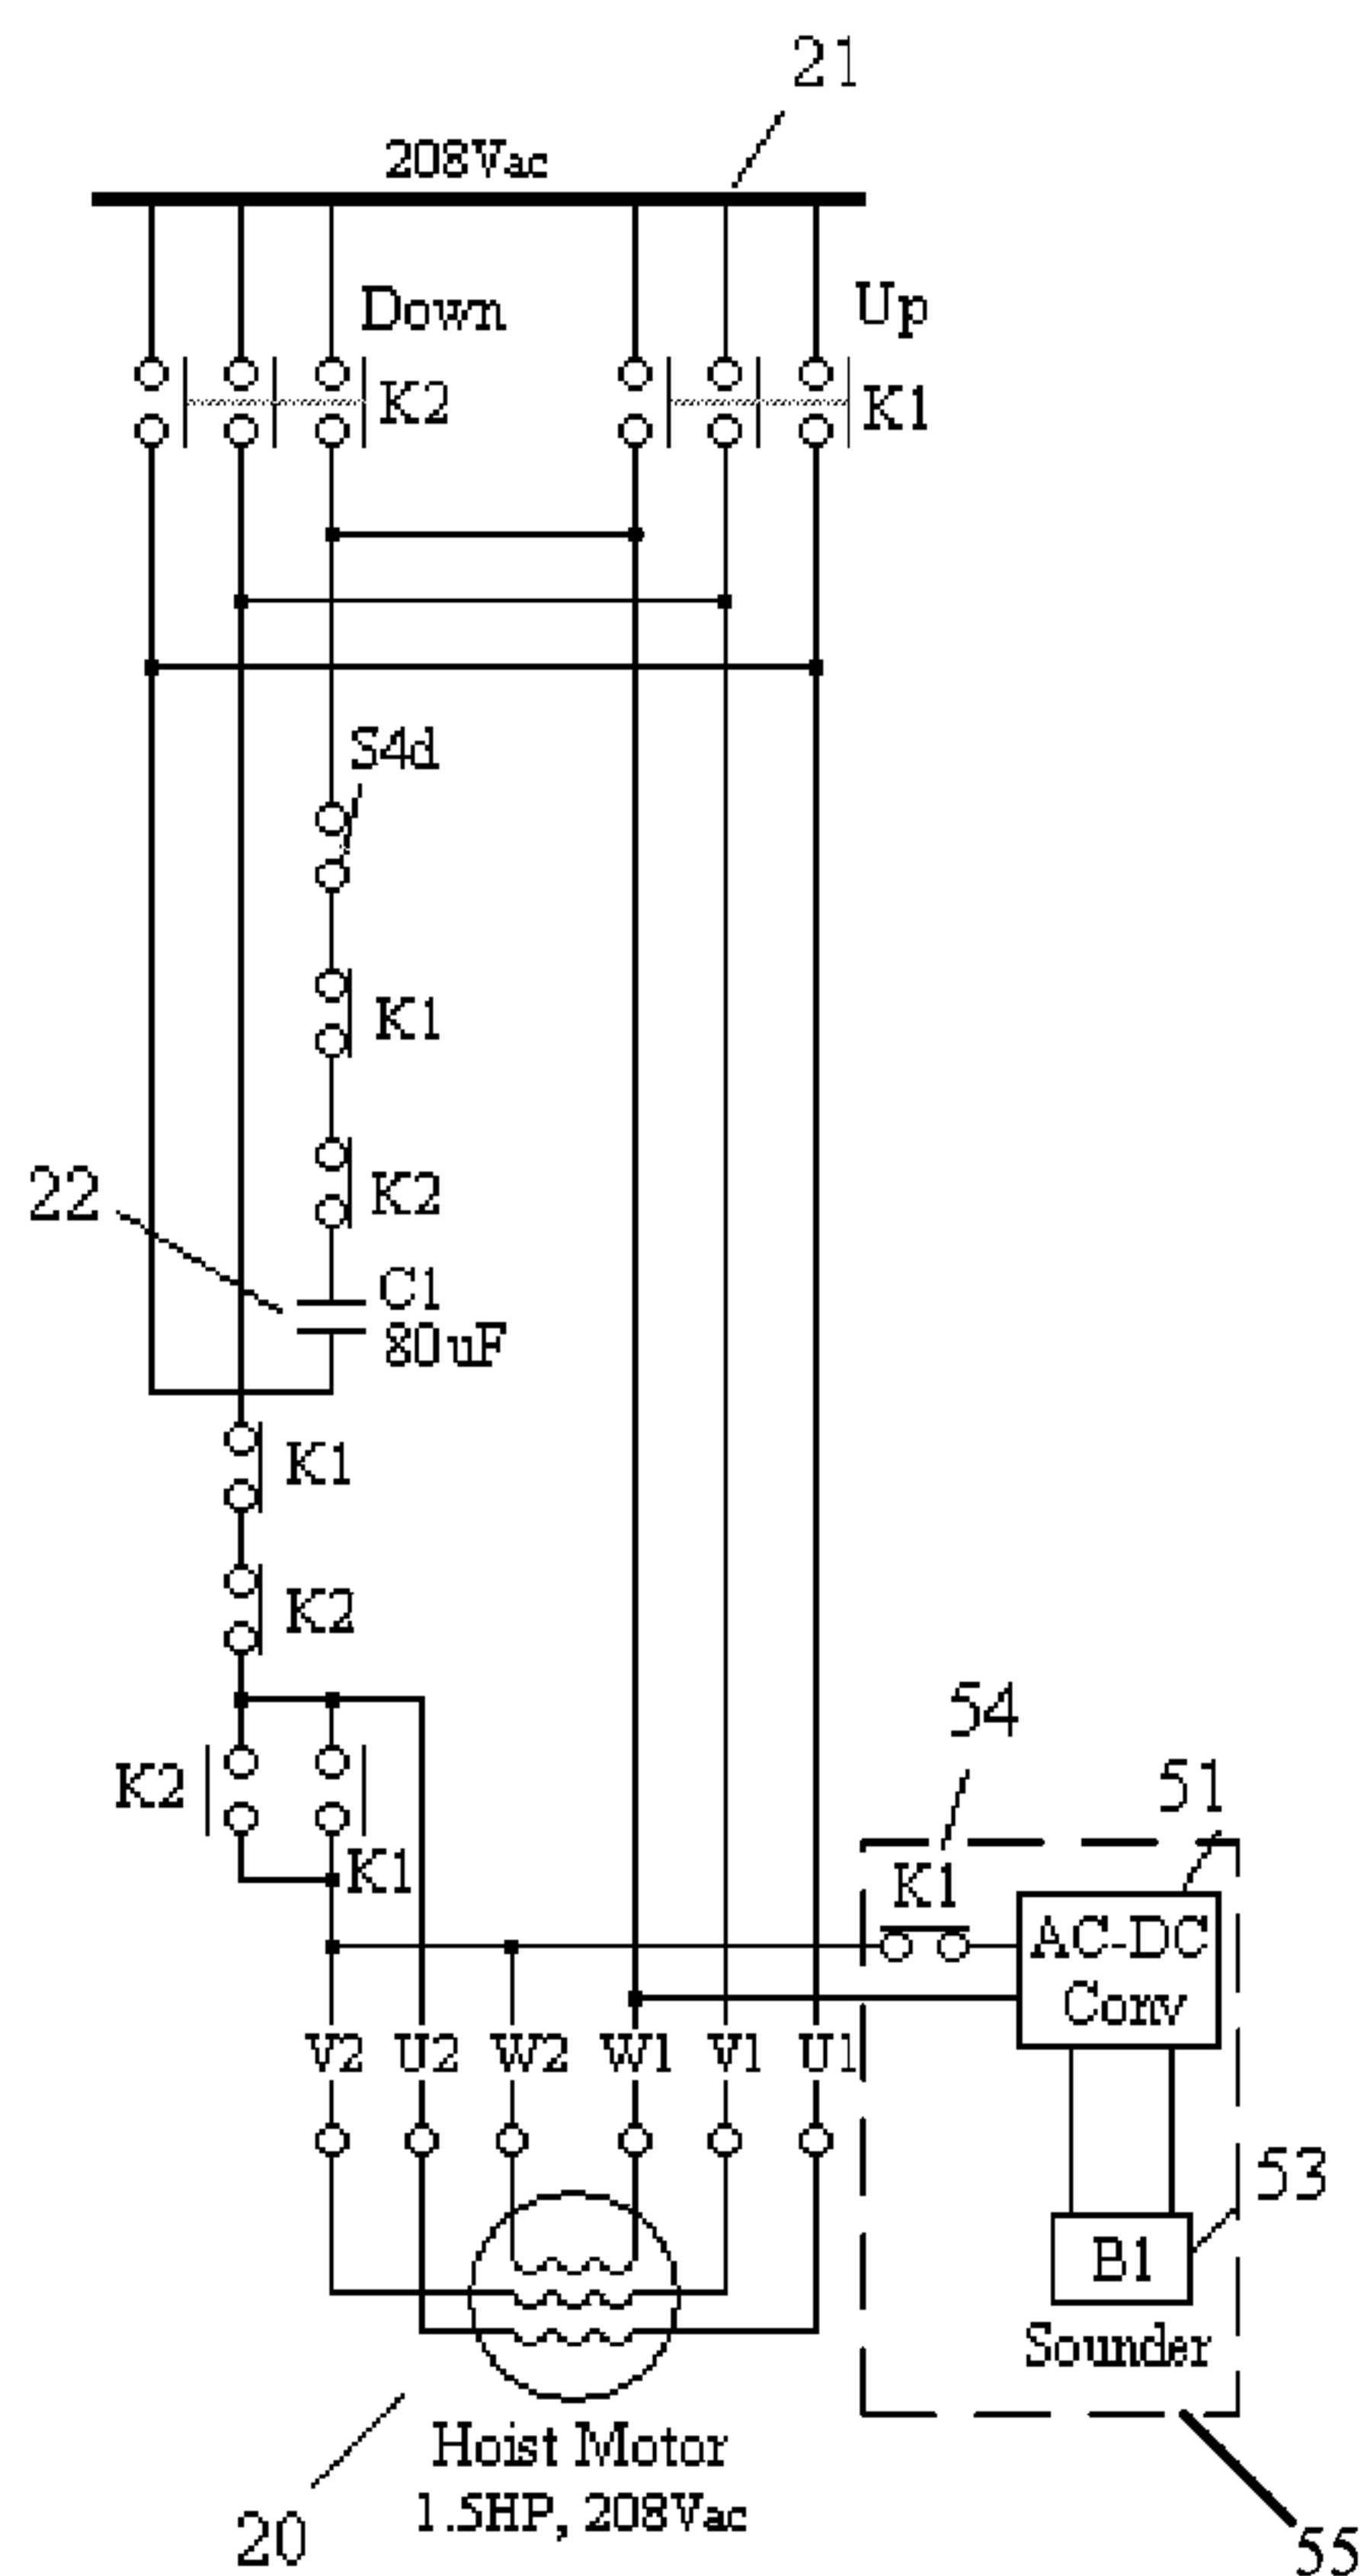 21
208Vac
Down
Up
K2
K1
S4d
K1
K2
22
C1
80uF
K1
K2
54
51
K2
K1
K1
AC-DC
Conv
V2 U2 W2 W1 V1 U1
53
B1
Sounder
Hoist Motor
1.5HP, 208Vac
20
55